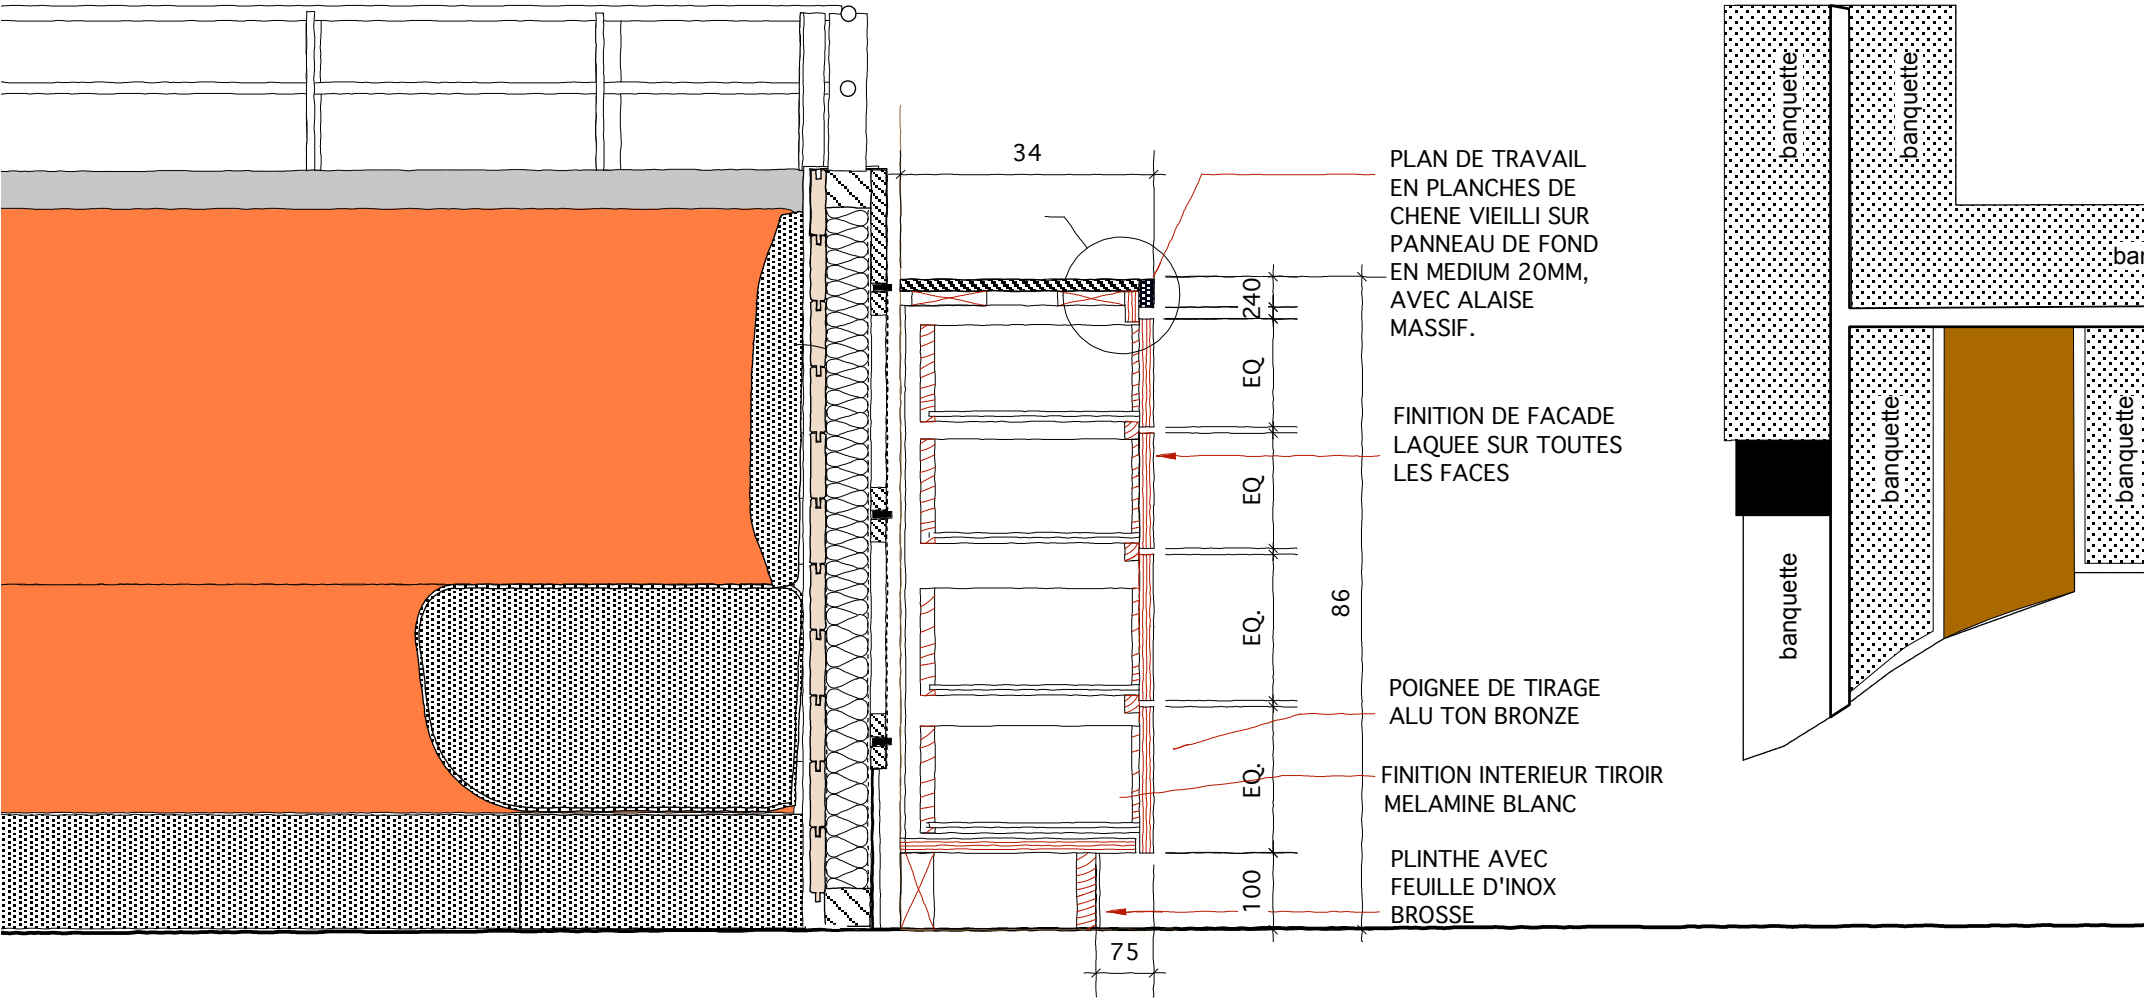 34
PLAN DE TRAVAIL
EN PLANCHES DE
CHENE VIEILLI SUR
PANNEAU DE FOND
EN MEDIUM 20MM,
AVEC ALAISE
MASSIF.
240
EQ
FINITION DE FACADE
LAQUEE SUR TOUTES
LES FACES
EQ
EQ.
86
POIGNEE DE TIRAGE
ALU TON BRONZE
EQ.
FINITION INTERIEUR TIROIR
MELAMINE BLANC
PLINTHE AVEC
FEUILLE D'INOX
BROSSE
100
75
banquette
banquette
ban
banquette
banquette
banquette